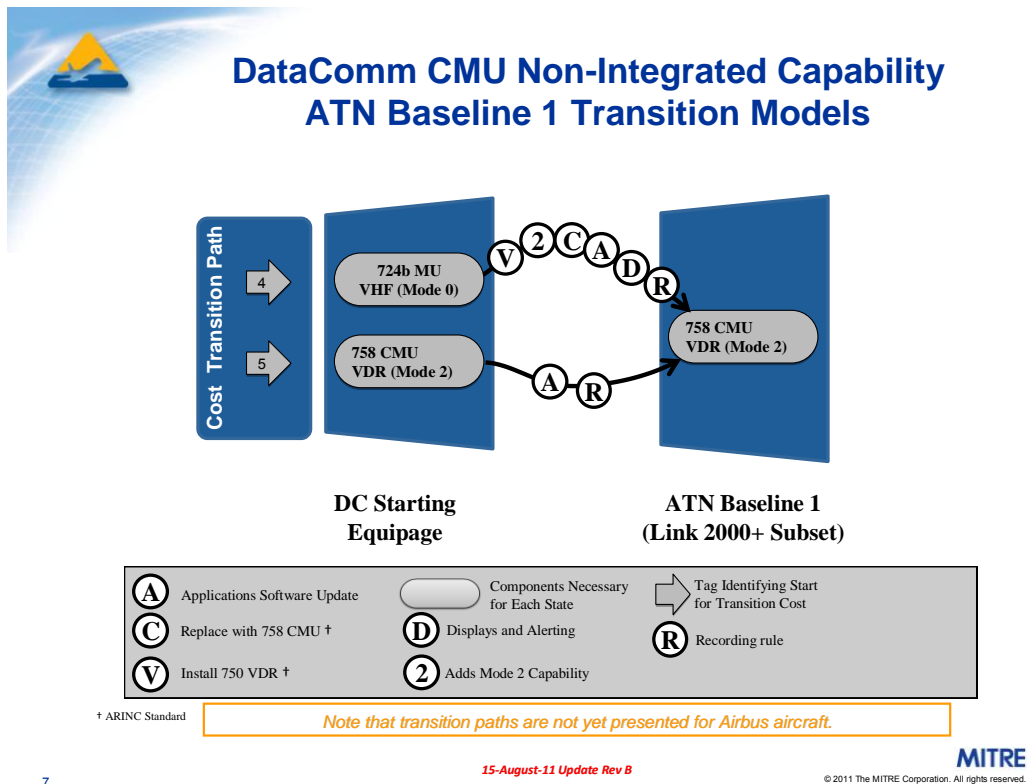 DataComm CMU Non-Integrated Capability
ATN Baseline 1 Transition Models
Cost Transition Path
4
5
724b MU
VHF (Mode 0)
758 CMU
VDR (Mode 2)
V
2
C
A
D
R
A
R
758 CMU
VDR (Mode 2)
DC Starting
Equipage
ATN Baseline 1
(Link 2000+ Subset)
A Applications Software Update
C Replace with 758 CMU †
V Install 750 VDR †
Components Necessary
for Each State
D Displays and Alerting
2 Adds Mode 2 Capability
Tag Identifying Start
for Transition Cost
R Recording rule
† ARINC Standard
Note that transition paths are not yet presented for Airbus aircraft.
7
15-August-11 Update Rev B
MITRE
© 2011 The MITRE Corporation. All rights reserved.